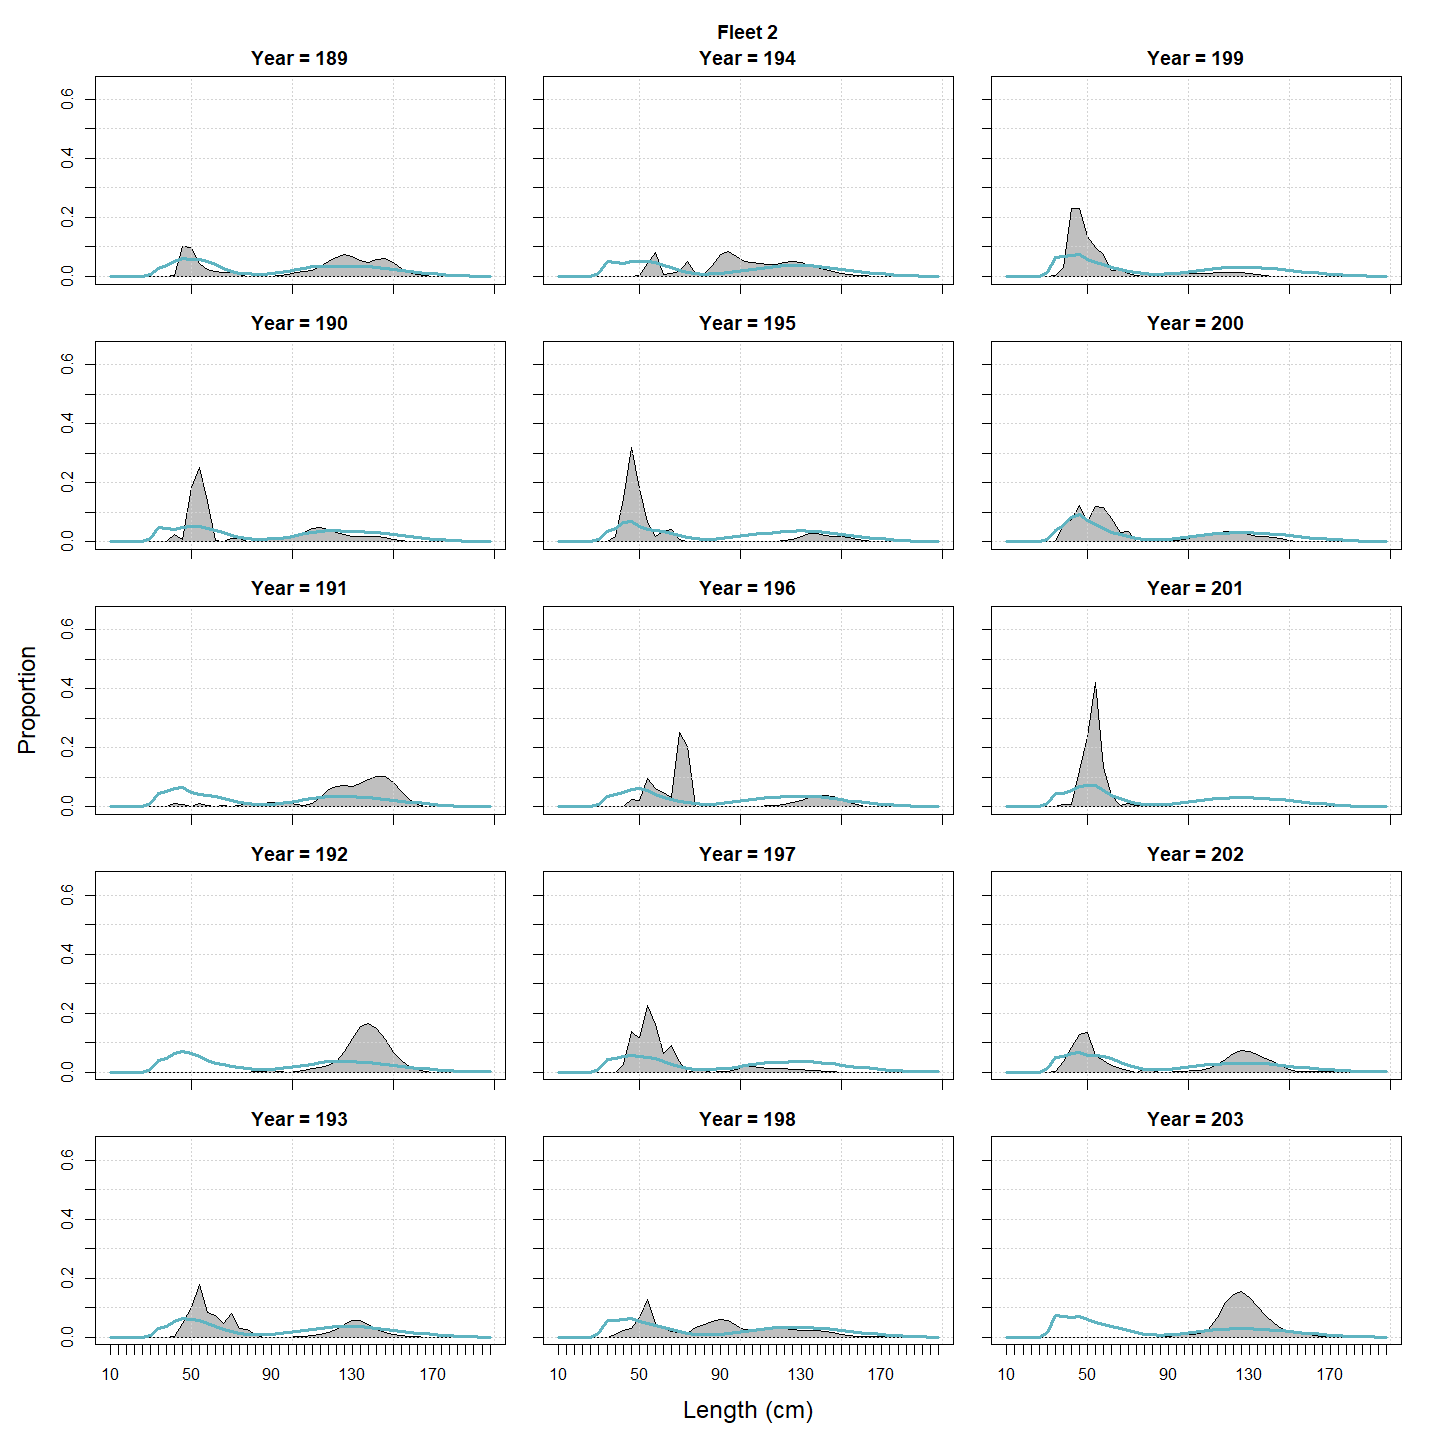 Fleet 2
Year = 189
Year = 194
Year = 199
0.0 0.2 0.4 0.6
Year = 190
Year = 195
Year = 200
0.0 0.2 0.4 0.6
Year = 191
Year = 196
Year = 201
0.0 0.2 0.4 0.6
Proportion
Year = 192
Year = 197
Year = 202
0.0 0.2 0.4 0.6
Year = 193
Year = 198
Year = 203
0.0 0.2 0.4 0.6
10 50 90 130 170
10 50 90 130 170
10 50 90 130 170
Length (cm)